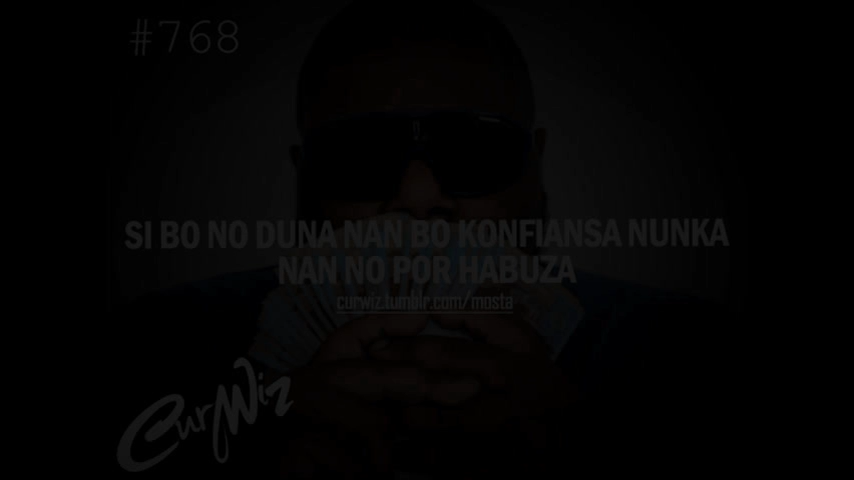 #768
SI BO NO DUNA NAN BO KONFIANSA NUNKA
NAN NO POR HABUZA
curwiz.tumblr.com/mosta
CurWiz